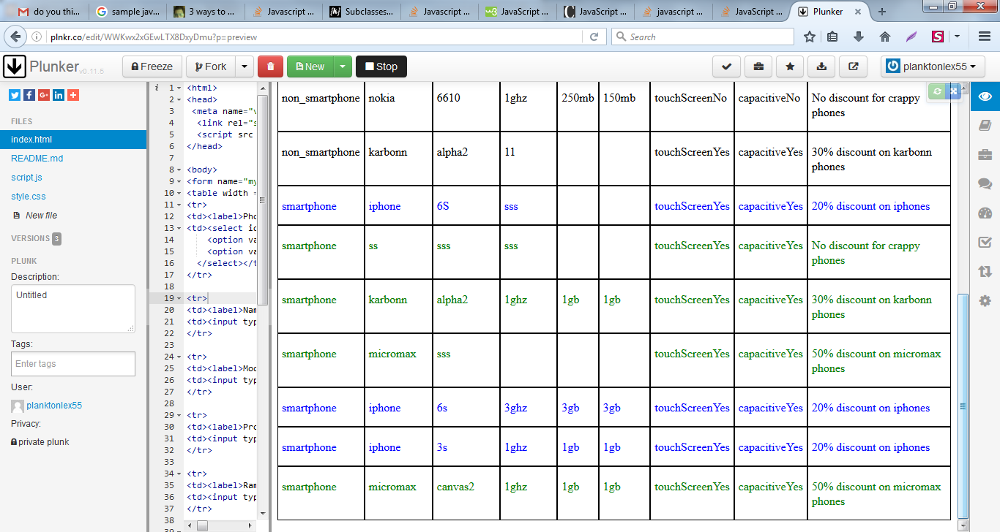 do you thi...
sample jav...
3 ways to ...
Javascript ...
Subclasses...
Javascript ...
JavaScript ...
JavaScript ...
javascript ...
JavaScript ...
Plunker
plnkr.co/edit/WWKwx2xGEwLTX8DxyDmu?p=preview
Search
Plunker v0.11.5
Freeze
Fork
New
Stop
planktonlex55
FILES
index.html
README.md
script.js
style.css
New file
VERSIONS 3
PLUNK
Description:
Untitled
Tags:
Enter tags
User:
planktonlex55
Privacy:
private plunk
1 <html>
2 <head>
3 <meta name="v
4 <link rel="s
5 <script src
6 </head>
7
8 <body>
9 <form name="my
10 <table width =
11 <tr>
12 <td><label>Pho
13 <td><select id
14 <option va
15 <option va
16 </select></t
17 </tr>
18
19 <tr>
20 <td><label>Nam
21 <td><input typ
22 </tr>
23
24 <tr>
25 <td><label>Mod
26 <td><input typ
27 </tr>
28
29 <tr>
30 <td><label>Pro
31 <td><input typ
32 </tr>
33
34 <tr>
35 <td><label>Ram
36 <td><input typ
37 </tr>
38
non_smartphone nokia 6610 1ghz 250mb 150mb touchScreenNo capacitiveNo No discount for crappy
phones
non_smartphone karbonn alpha2 11 touchScreenYes capacitiveYes 30% discount on karbonn
phones
smartphone iphone 6S sss touchScreenYes capacitiveYes 20% discount on iphones
smartphone ss sss sss touchScreenYes capacitiveYes No discount for crappy
phones
smartphone karbonn alpha2 1ghz 1gb 1gb touchScreenYes capacitiveYes 30% discount on karbonn
phones
smartphone micromax sss touchScreenYes capacitiveYes 50% discount on micromax
phones
smartphone iphone 6s 3ghz 3gb 3gb touchScreenYes capacitiveYes 20% discount on iphones
smartphone iphone 3s 1ghz 1gb 1gb touchScreenYes capacitiveYes 20% discount on iphones
smartphone micromax canvas2 1ghz 1gb 1gb touchScreenYes capacitiveYes 50% discount on micromax
phones